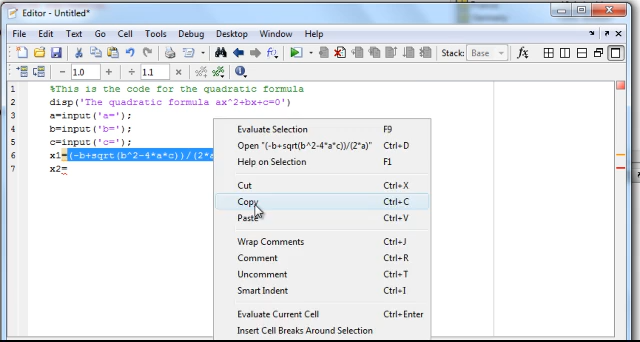 Editor - Untitled*
File Edit Text Go Cell Tools Debug Desktop Window Help
Stack: Base fx
1.0 1.1
1 %This is the code for the quadratic formula
2 disp('The quadratic formula ax^2+bx+c=0')
3 a=input('a=');
4 b=input('b=');
5 c=input('c=');
6 x1=(-b+sqrt(b^2-4*a*c))/(2*a
7 x2=
Evaluate Selection F9
Open "(-b+sqrt(b^2-4*a*c))/(2*a)" Ctrl+D
Help on Selection F1
Cut Ctrl+X
Copy Ctrl+C
Paste Ctrl+V
Wrap Comments Ctrl+J
Comment Ctrl+R
Uncomment Ctrl+T
Smart Indent Ctrl+I
Evaluate Current Cell Ctrl+Enter
Insert Cell Breaks Around Selection